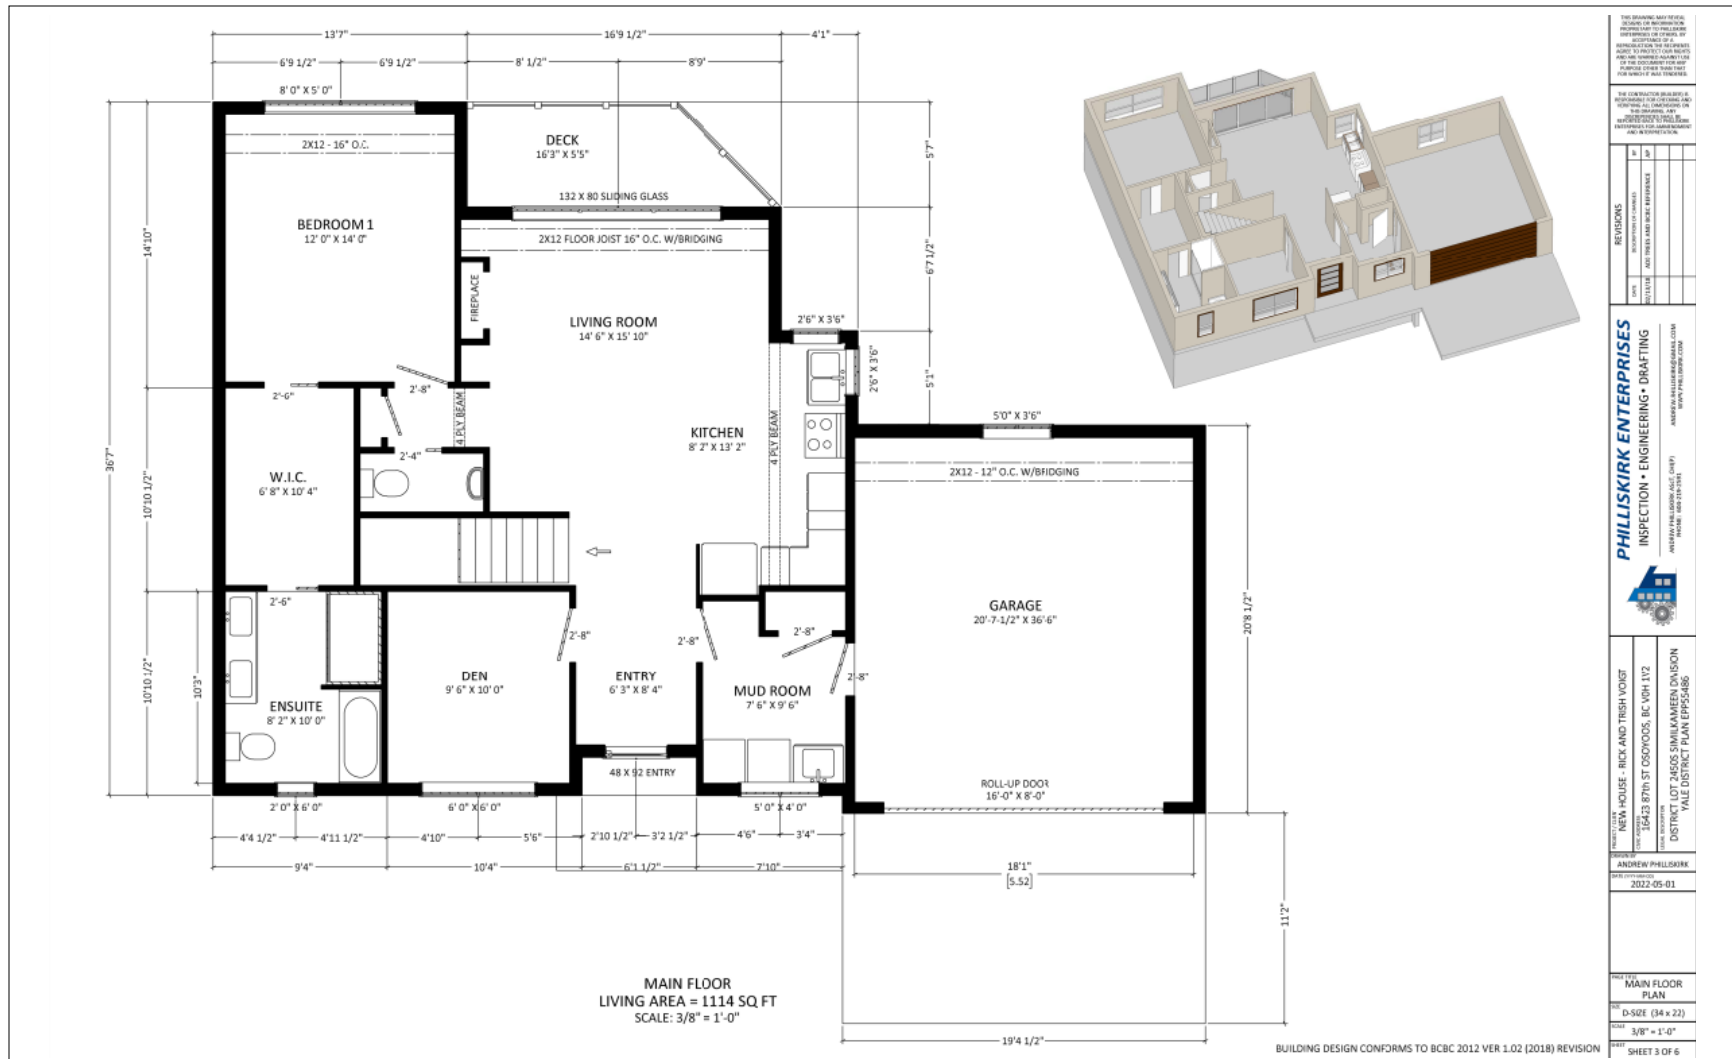 13'7"
16'9 1/2"
4'1"
6'9 1/2"
6'9 1/2"
8' 1/2"
8'9"
8' 0" X 5' 0"
2X12 - 16" O.C.
DECK
16'3" X 5'5"
132 X 80 SLIDING GLASS
BEDROOM 1
12' 0" X 14' 0
2X12 FLOOR JOIST 16" O.C. W/BRIDGING
FIREPLACE
LIVING ROOM
14' 6" X 15' 10"
2'6" X 3'6"
2'6" X 3'6"
5'7"
6'7 1/2"
5'1"
14'10"
36'7"
10'10 1/2"
10'10 1/2"
10'3"
2'-6"
2'-8"
4 PLY BEAM
2'-4"
KITCHEN
8' 2" X 13' 2"
4 PLY BEAM
5'0" X 3'6"
2X12 - 12" O.C. W/BRIDGING
W.I.C.
6' 8" X 10' 4"
2'-6"
GARAGE
20'-7-1/2" X 36'-6"
20'8 1/2"
2'-8"
2'-8"
2'-8"
2'-8"
DEN
9' 6" X 10' 0"
ENTRY
6' 3" X 8' 4"
MUD ROOM
7' 6" X 9' 6"
ENSUITE
8' 2" X 10' 0"
48 X 92 ENTRY
ROLL-UP DOOR
16'-0" X 8'-0"
2' 0" X 6' 0"
6' 0" X 6' 0"
5' 0" X 4' 0"
4'4 1/2"
4'11 1/2"
4'10"
5'6"
2'10 1/2"
3'2 1/2"
4'6"
3'4"
9'4"
10'4"
6'1 1/2"
7'10"
18'1"
[5.52]
11'2"
19'4 1/2"
MAIN FLOOR
LIVING AREA = 1114 SQ FT
SCALE: 3/8" = 1'-0"
BUILDING DESIGN CONFORMS TO BCBC 2012 VER 1.02 (2018) REVISION
REVISIONS
PHILLISKIRK ENTERPRISES
INSPECTION • ENGINEERING • DRAFTING
NEW HOUSE - RICK AND TRISH VOIGT
16423 87th ST OSOYOOS, BC V0H 1V2
DISTRICT LOT 2450S SIMILKAMEEN DIVISION
YALE DISTRICT PLAN EPP55486
ANDREW PHILLISKIRK
2022-05-01
MAIN FLOOR
PLAN
D-SIZE (34 x 22)
3/8" = 1'-0"
SHEET 3 OF 6